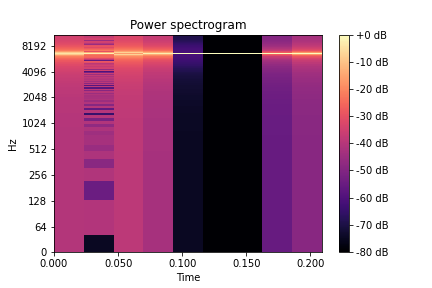 Power spectrogram
8192
4096
2048
1024
512
256
128
64
0
Hz
0.000 0.050 0.100 0.150 0.200
Time
+0 dB
-10 dB
-20 dB
-30 dB
-40 dB
-50 dB
-60 dB
-70 dB
-80 dB